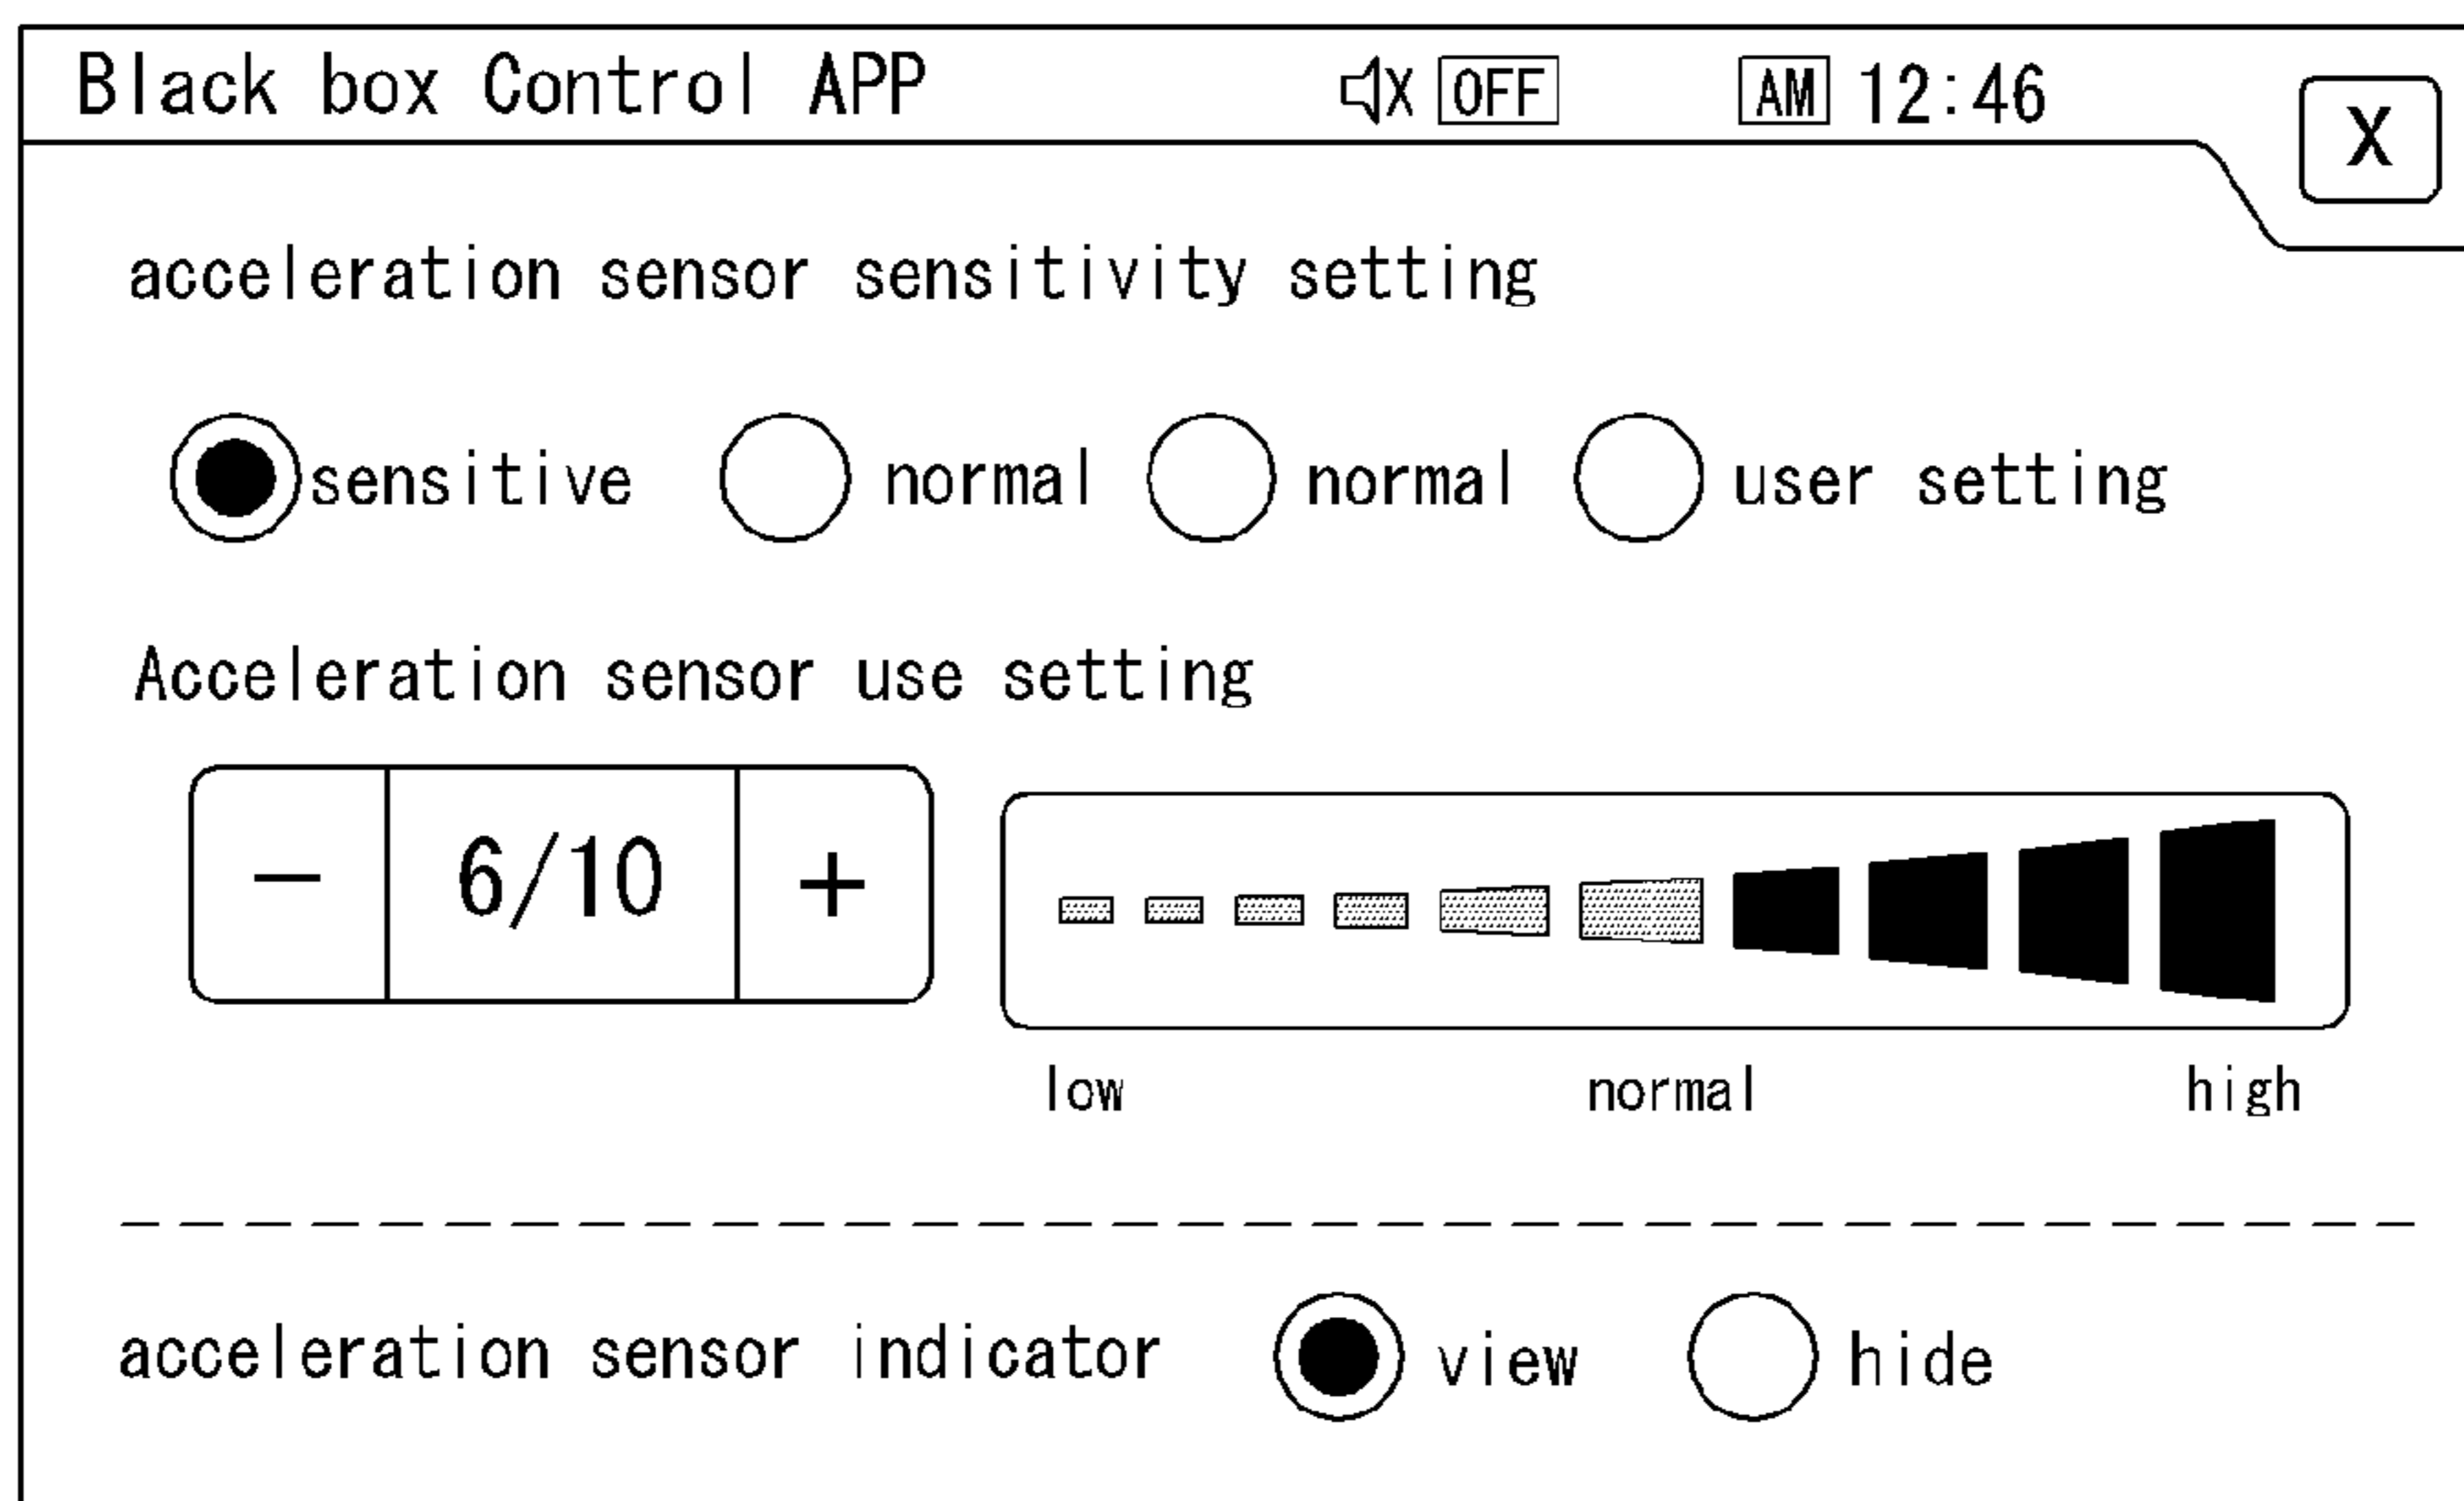 Black box Control APP X OFF AM 12:46 X
acceleration sensor sensitivity setting
sensitive normal normal user setting
Acceleration sensor use setting
− 6/10 +
low normal high
acceleration sensor indicator view hide